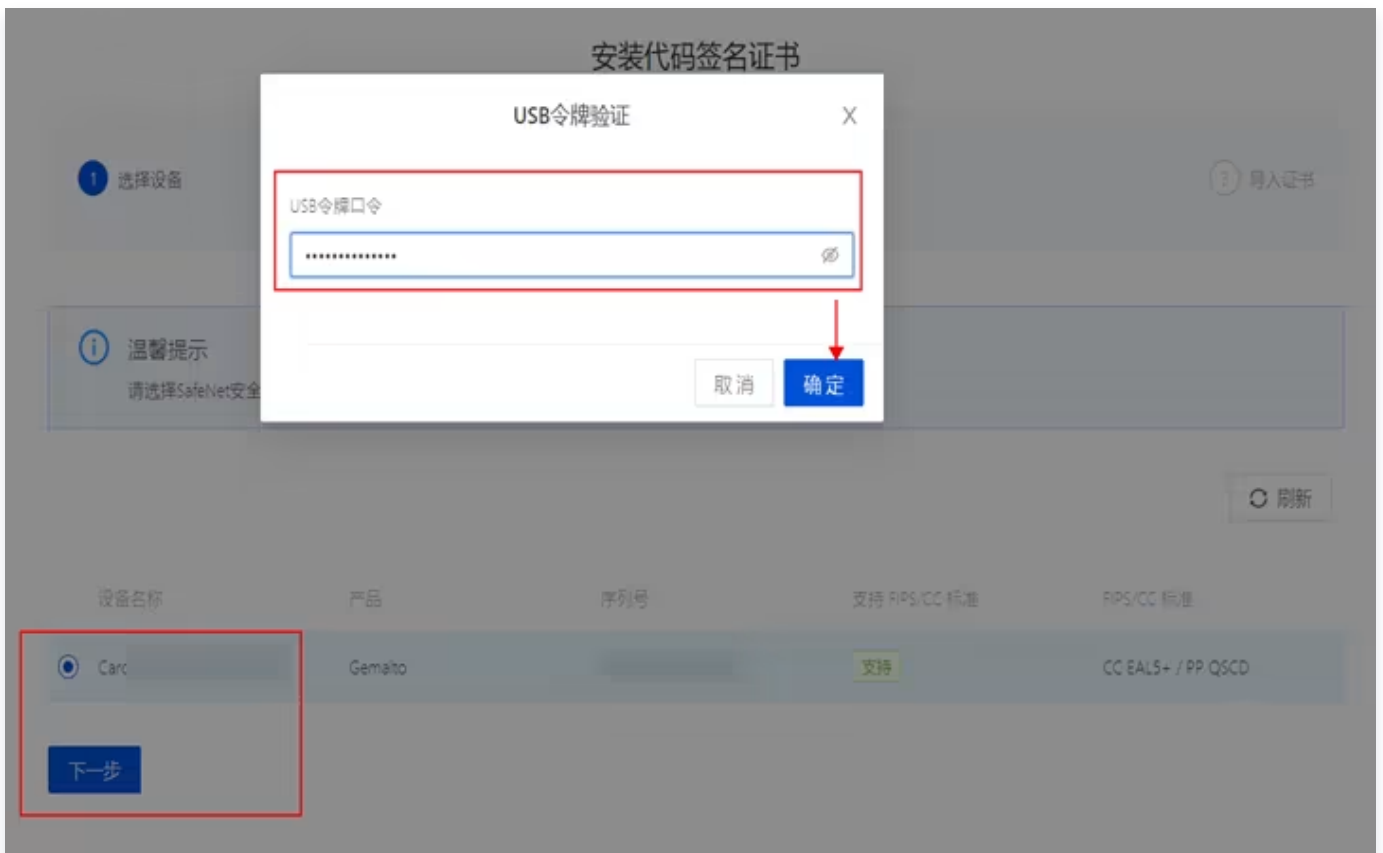 安装代码签名证书
USB令牌验证
X
1 选择设备
导入证书
USB令牌口令
••••••••••••••
温馨提示
请选择SafeNet安全
取消
确定
刷新
设备名称 产品 序列号 支持 FIPS/CC 标准 FIPS/CC 标准
Card Gemalto 支持 CC EAL5+ / PP QSCD
下一步